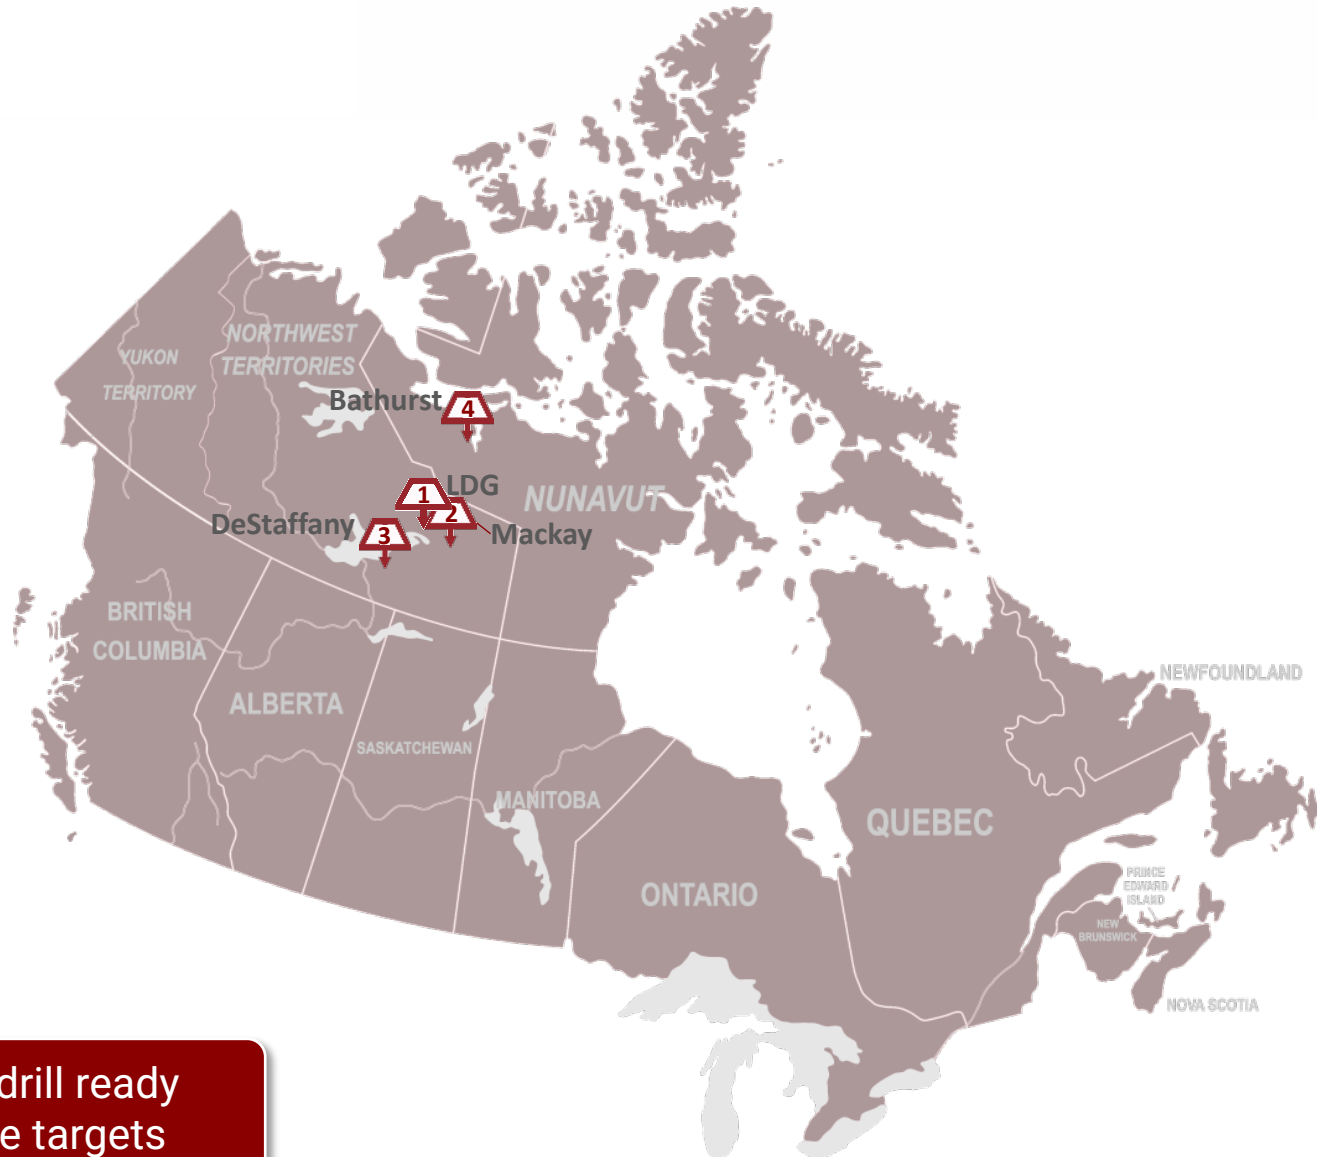 NORTHWEST
TERRITORIES
YUKON
TERRITORY
Bathurst
4
LDG
1
NUNAVUT
2
DeStaffany
3
Mackay
BRITISH
COLUMBIA
NEWFOUNDLAND
ALBERTA
SASKATCHEWAN
MANITOBA
QUEBEC
PRINCE
EDWARD
ISLAND
ONTARIO
NEW
BRUNSWICK
NOVA SCOTIA
drill ready
e targets